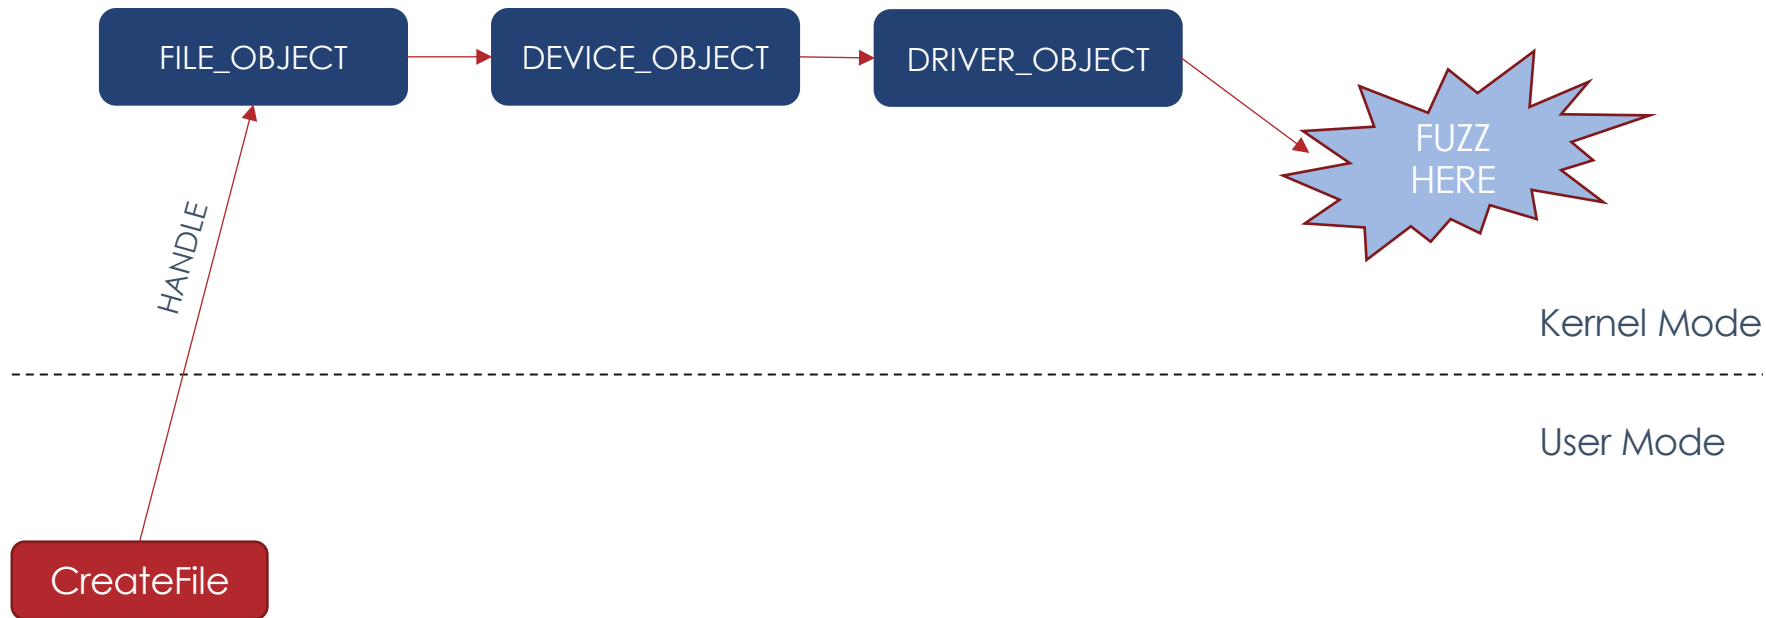 FILE_OBJECT
DEVICE_OBJECT
DRIVER_OBJECT
FUZZ
HERE
HANDLE
Kernel Mode
User Mode
CreateFile